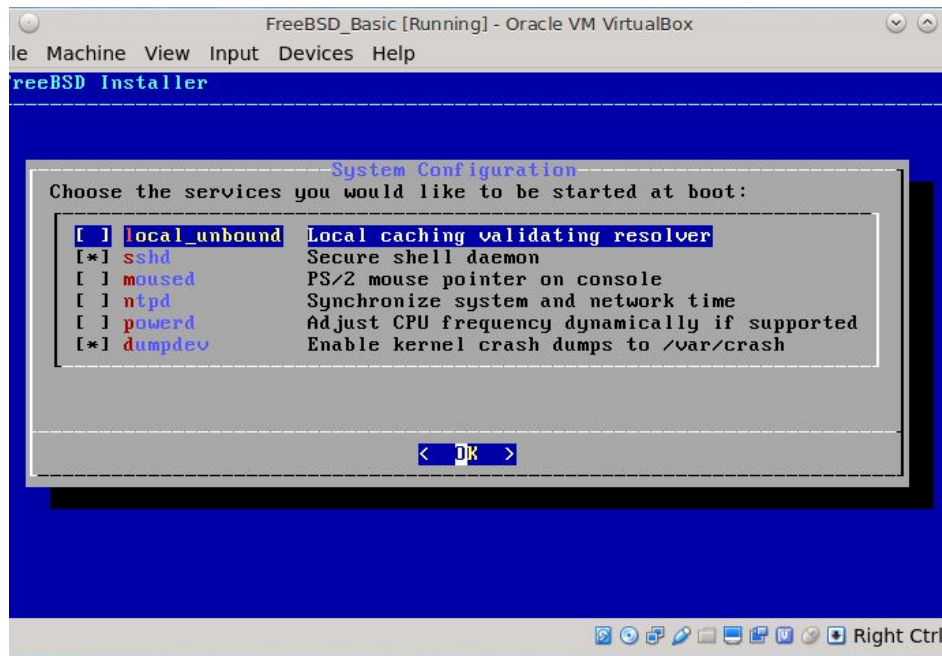 FreeBSD_Basic [Running] - Oracle VM VirtualBox
ile Machine View Input Devices Help
reeBSD Installer
System Configuration
Choose the services you would like to be started at boot:
[ ] local_unbound Local caching validating resolver
[*] sshd Secure shell daemon
[ ] moused PS/2 mouse pointer on console
[ ] ntpd Synchronize system and network time
[ ] powerd Adjust CPU frequency dynamically if supported
[*] dumpdev Enable kernel crash dumps to /var/crash
< OK >
Right Ctrl